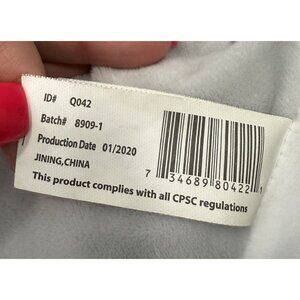 ID# Q042
Batch# 8909-1
Production Date 01/2020
JINING,CHINA
7 34689 80422 1
This product complies with all CPSC regulations